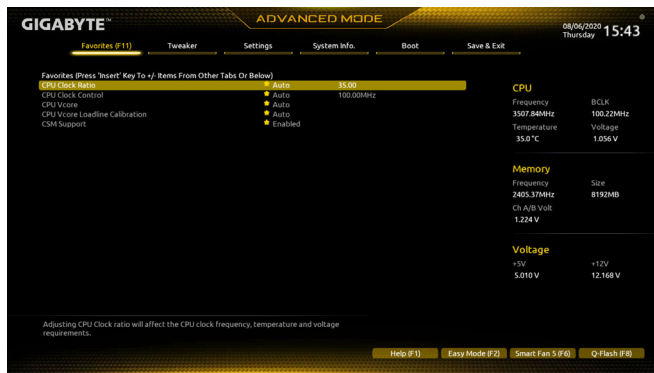 GIGABYTE™
ADVANCED MODE
08/06/2020
Thursday
15:43
Favorites (F11) Tweaker Settings System Info. Boot Save & Exit
Favorites (Press 'Insert' Key To +/- Items From Other Tabs Or Below)
CPU Clock Ratio Auto 35.00
CPU Clock Control Auto 100.00MHz
CPU Vcore Auto
CPU Vcore Loadline Calibration Auto
CSM Support Enabled
CPU
Frequency BCLK
3507.84MHz 100.22MHz
Temperature Voltage
35.0 °C 1.056 V
Memory
Frequency Size
2405.37MHz 8192MB
Ch A/B Volt
1.224 V
Voltage
+5V +12V
5.010 V 12.168 V
Adjusting CPU Clock ratio will affect the CPU clock frequency, temperature and voltage
requirements.
Help (F1) Easy Mode (F2) Smart Fan 5 (F6) Q-Flash (F8)